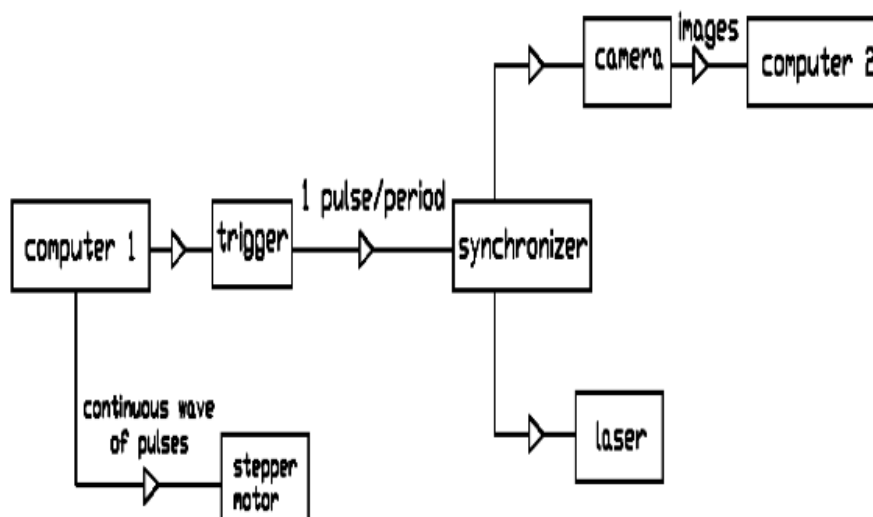 images
camera
computer 2
1 pulse/period
computer 1
trigger
synchronizer
continuous wave
of pulses
stepper
motor
laser